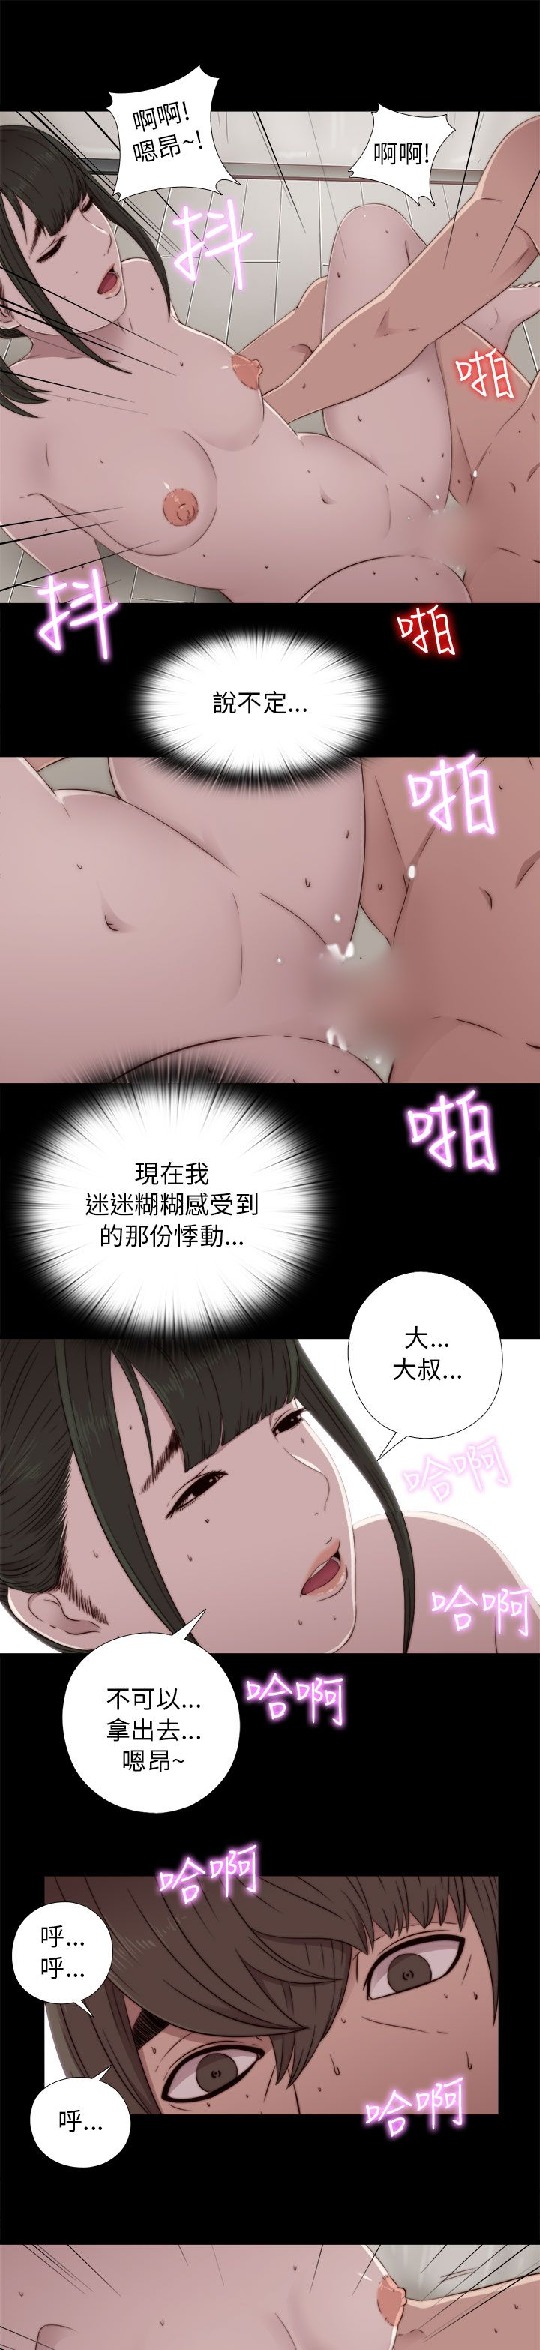 啊啊!
嗯昂~!
啊啊!
抖
啪
抖
啪
說不定...
啪
啪
現在我
迷迷糊糊感受到
的那份悸動...
大...
大叔...
哈啊
哈啊
不可以...
拿出去...
嗯昂~
哈啊
哈啊
呼...
呼...
呼...
哈啊